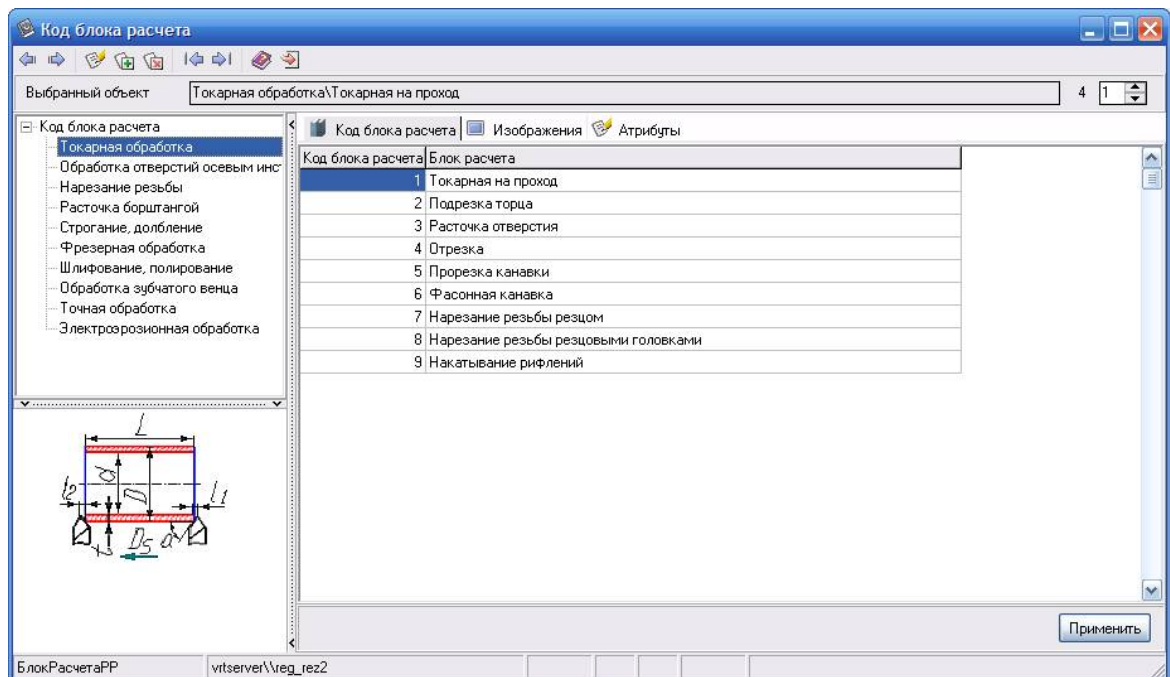 Код блока расчета
Выбранный объект Токарная обработка\Токарная на проход 4 1
Код блока расчета
Токарная обработка
Обработка отверстий осевым инс
Нарезание резьбы
Расточка борштангой
Строгание, долбление
Фрезерная обработка
Шлифование, полирование
Обработка зубчатого венца
Точная обработка
Электроэрозионная обработка
Код блока расчета Изображения Атрибуты
Код блока расчета Блок расчета
1 Токарная на проход
2 Подрезка торца
3 Расточка отверстия
4 Отрезка
5 Прорезка канавки
6 Фасонная канавка
7 Нарезание резьбы резцом
8 Нарезание резьбы резцовыми головками
9 Накатывание рифлений
L
d
D
l2
l1
t
Ds
Применить
БлокРасчетаРР vrtserver\\reg_rez2